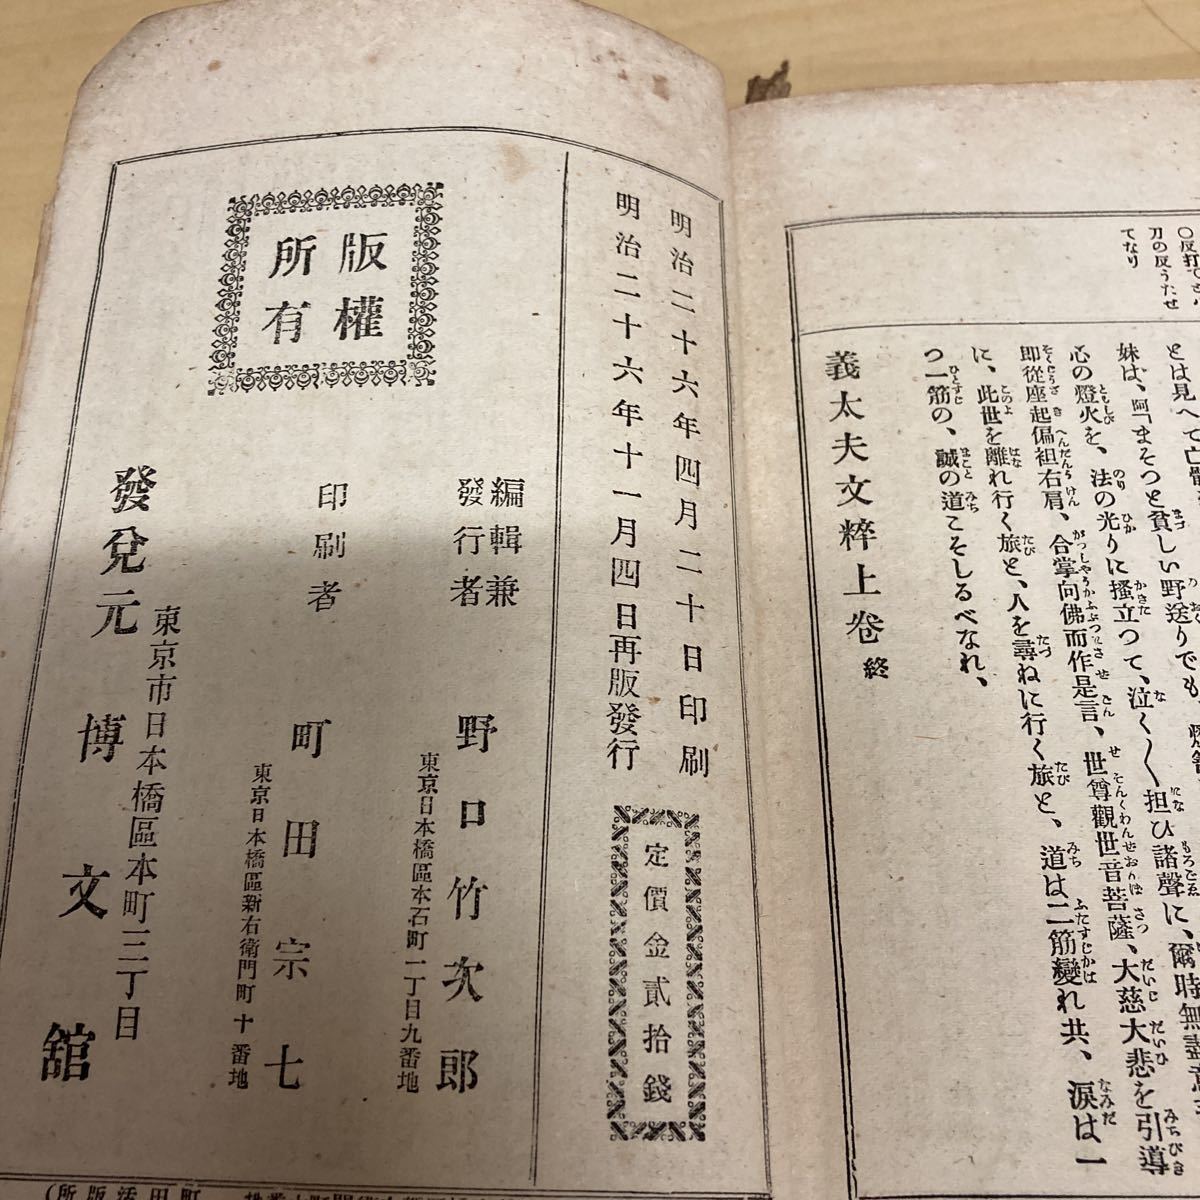 〇反打
刀の反うたせ
てなり
とは見へて亡骸
妹は、阿「まそつと貧しい野送りでも、
心の燈火を、法の光りに搔立つて、泣く〱担ひ諸聲に、爾時無盡意
即從座起偏袒右肩、合掌向佛而作是言、世尊觀世音菩薩、大慈大悲を引導
に、此世を離れ行く旅と、人を尋ねに行く旅と、道は二筋變れ共、涙は一
つ一筋の、誠の道こそしるべなれ、
義太夫文粹上卷終
明治二十六年四月二十日印刷
明治二十六年十一月四日再版發行
定價金貳拾錢
版權
所有
編輯兼
發行者
野口竹次郎
東京日本橋區本石町二丁目九番地
印刷者
町田宗七
東京日本橋區新右衛門町十番地
發兌元
東京市日本橋區本町三丁目
博文舘